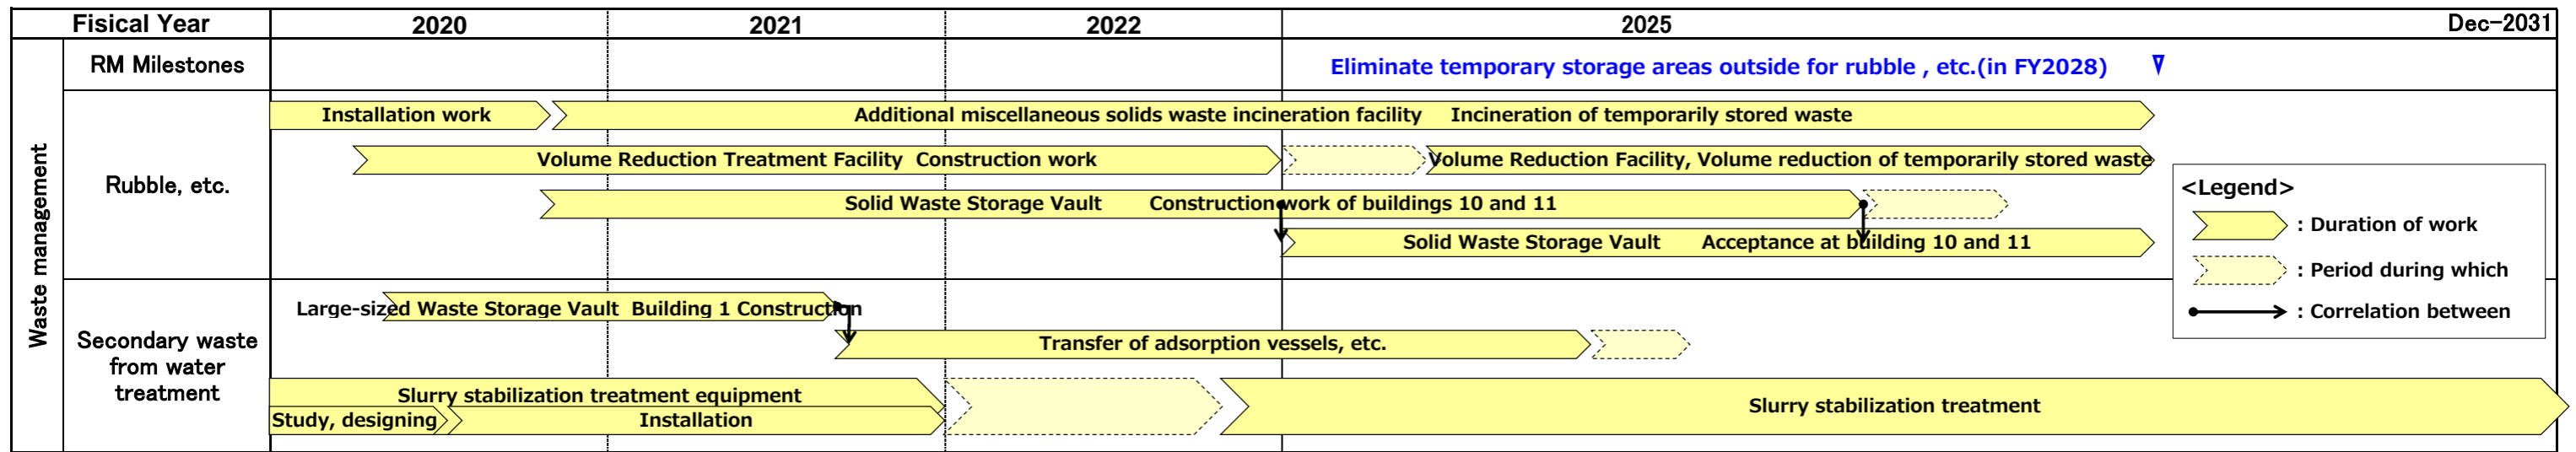 Fisical Year 2020 2021 2022 2025 Dec-2031
RM Milestones
Eliminate temporary storage areas outside for rubble , etc.(in FY2028)
Waste management
Rubble, etc.
Installation work
Additional miscellaneous solids waste incineration facility Incineration of temporarily stored waste
Volume Reduction Treatment Facility Construction work
Volume Reduction Facility, Volume reduction of temporarily stored waste
Solid Waste Storage Vault Construction work of buildings 10 and 11
Solid Waste Storage Vault Acceptance at building 10 and 11
Secondary waste
from water
treatment
Large-sized Waste Storage Vault Building 1 Construction
Transfer of adsorption vessels, etc.
Slurry stabilization treatment equipment
Study, designing
Installation
Slurry stabilization treatment
<Legend>
: Duration of work
: Period during which
: Correlation between